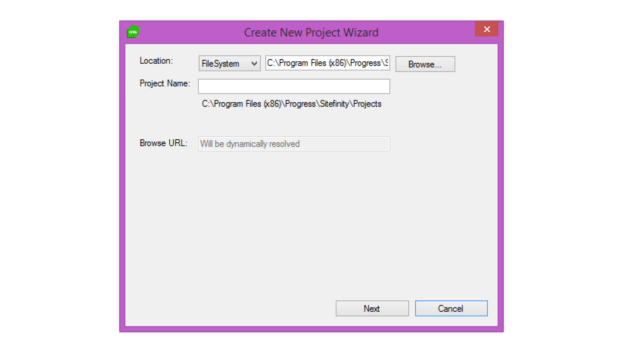 Create New Project Wizard
Location: FileSystem C:\Program Files (x86)\Progress\S Browse...
Project Name:
C:\Program Files (x86)\Progress\Sitefinity\Projects
Browse URL: Will be dynamically resolved
Next Cancel